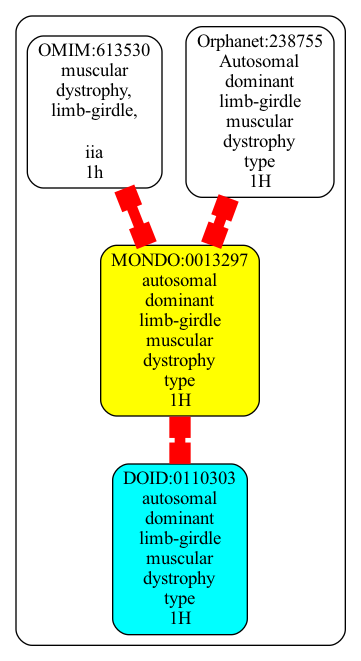 OMIM:613530
muscular
dystrophy,
limb-girdle,
iia
1h
Orphanet:238755
Autosomal
dominant
limb-girdle
muscular
dystrophy
type
1H
MONDO:0013297
autosomal
dominant
limb-girdle
muscular
dystrophy
type
1H
DOID:0110303
autosomal
dominant
limb-girdle
muscular
dystrophy
type
1H